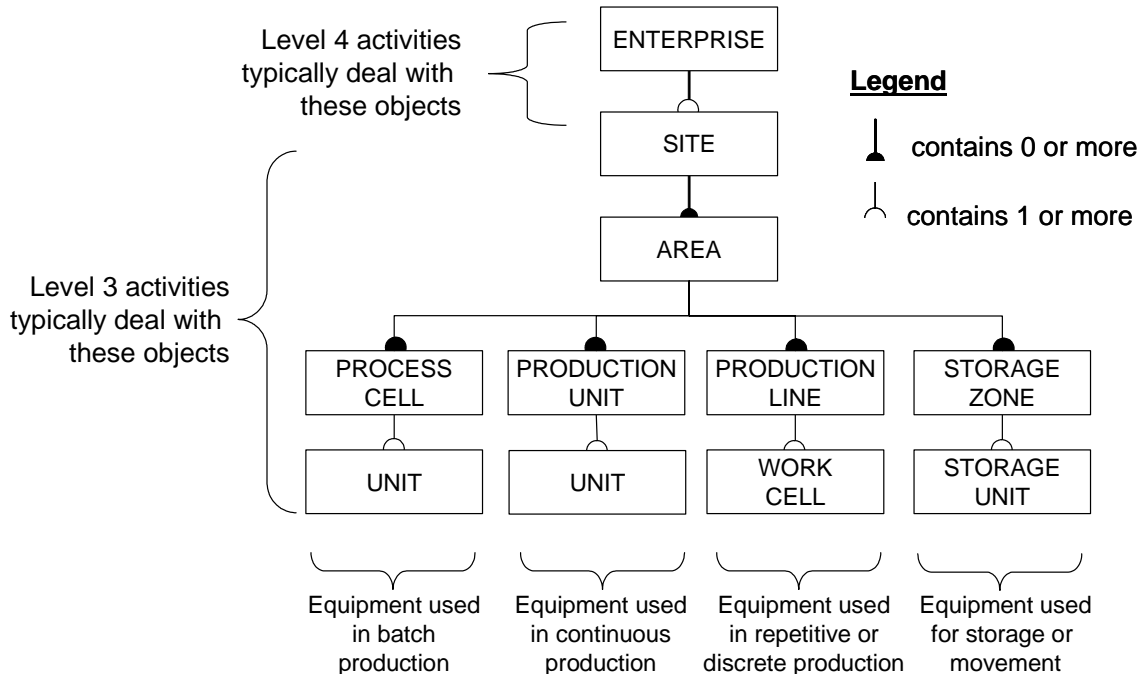 Level 4 activities
typically deal with
these objects
ENTERPRISE
SITE
Legend
contains 0 or more
contains 1 or more
AREA
Level 3 activities
typically deal with
these objects
PROCESS
CELL
PRODUCTION
UNIT
PRODUCTION
LINE
STORAGE
ZONE
UNIT
UNIT
WORK
CELL
STORAGE
UNIT
Equipment used
in batch
production
Equipment used
in continuous
production
Equipment used
in repetitive or
discrete production
Equipment used
for storage or
movement